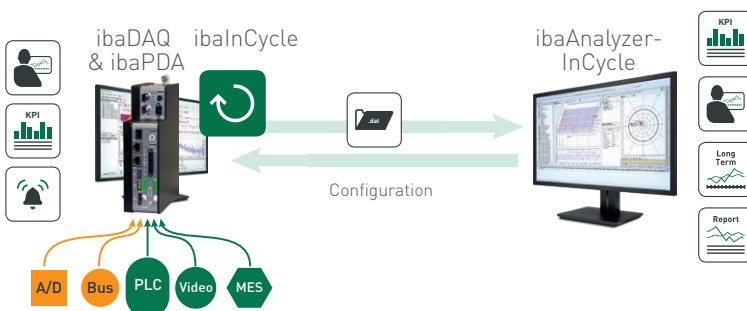 ibaDAQ
& ibaPDA
ibaInCycle
ibaAnalyzer-
InCycle
KPI
.dat
Configuration
A/D
Bus
PLC
Video
MES
KPI
Long
Term
Report